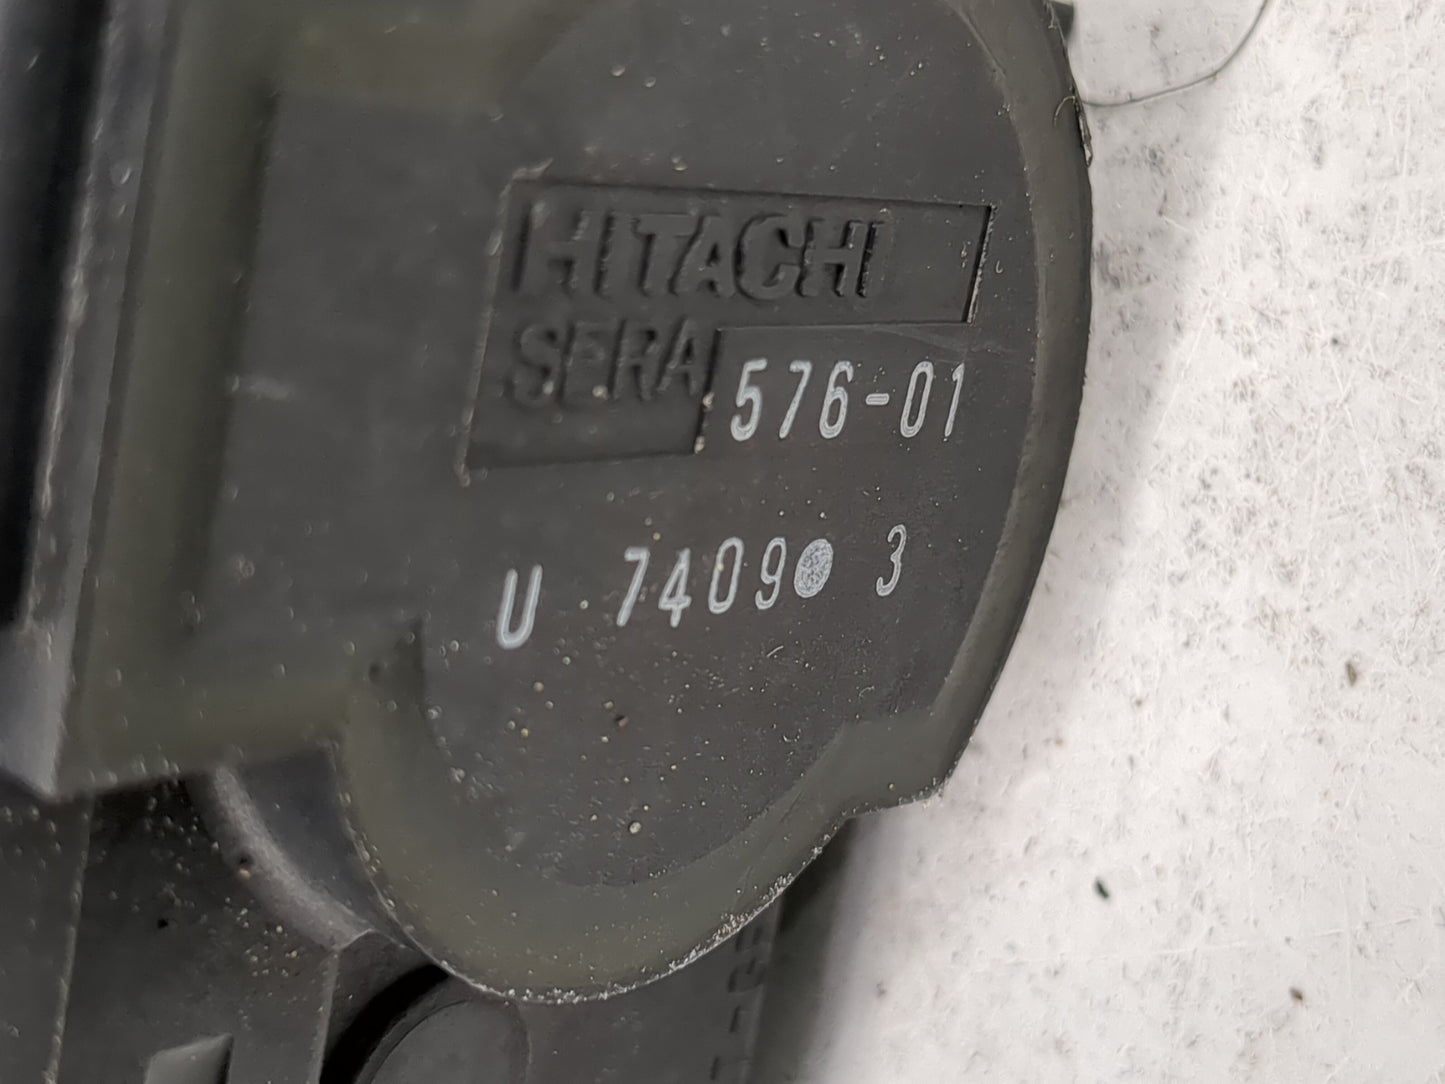 HITACHI
SERA 576-01
U 7409● 3